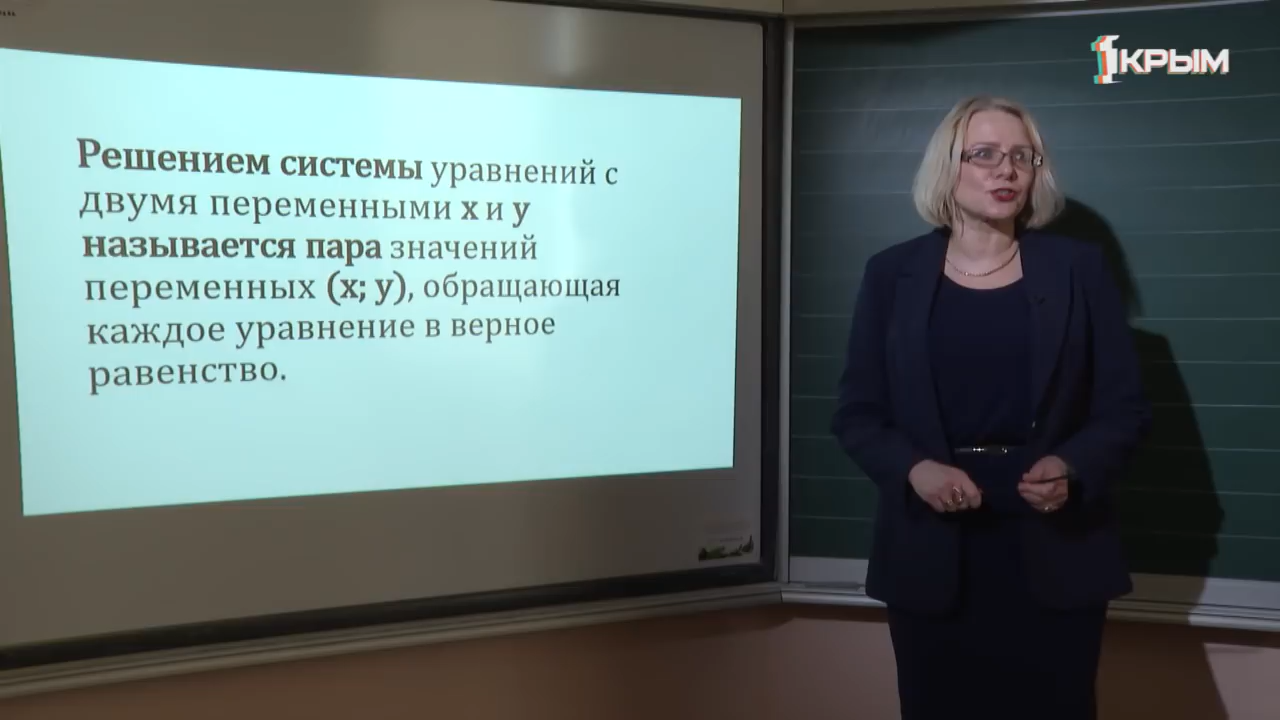 Решением системы уравнений с
двумя переменными x и y
называется пара значений
переменных (x; y), обращающая
каждое уравнение в верное
равенство.
1КРЫМ